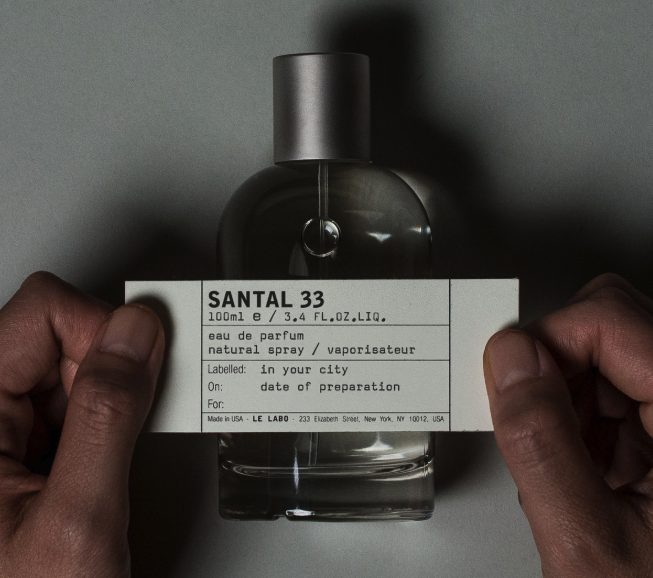 SANTAL 33
100ml e / 3.4 FL.OZ.LIQ.
eau de parfum
natural spray / vaporisateur
Labelled: in your city
On: date of preparation
For:
Made in USA - LE LABO - 233 Elizabeth Street, New York, NY 10012, USA